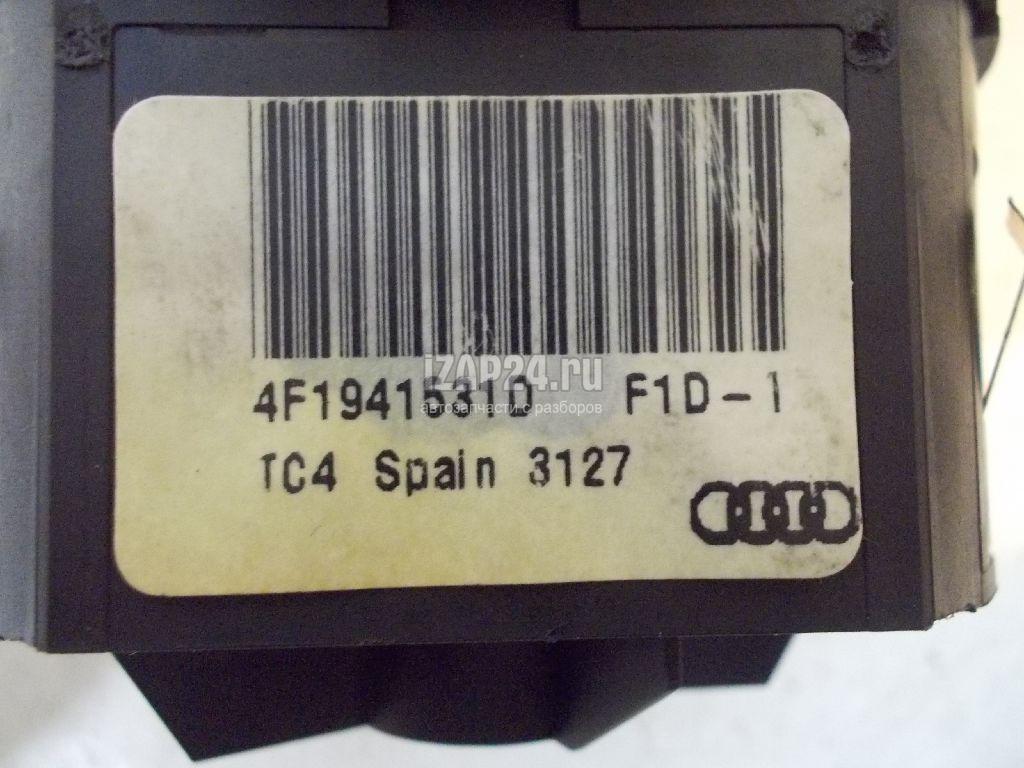 iZAP24.ru
4F1941531D F1D-1
автозапчасти с разборов
TC4 Spain 3127